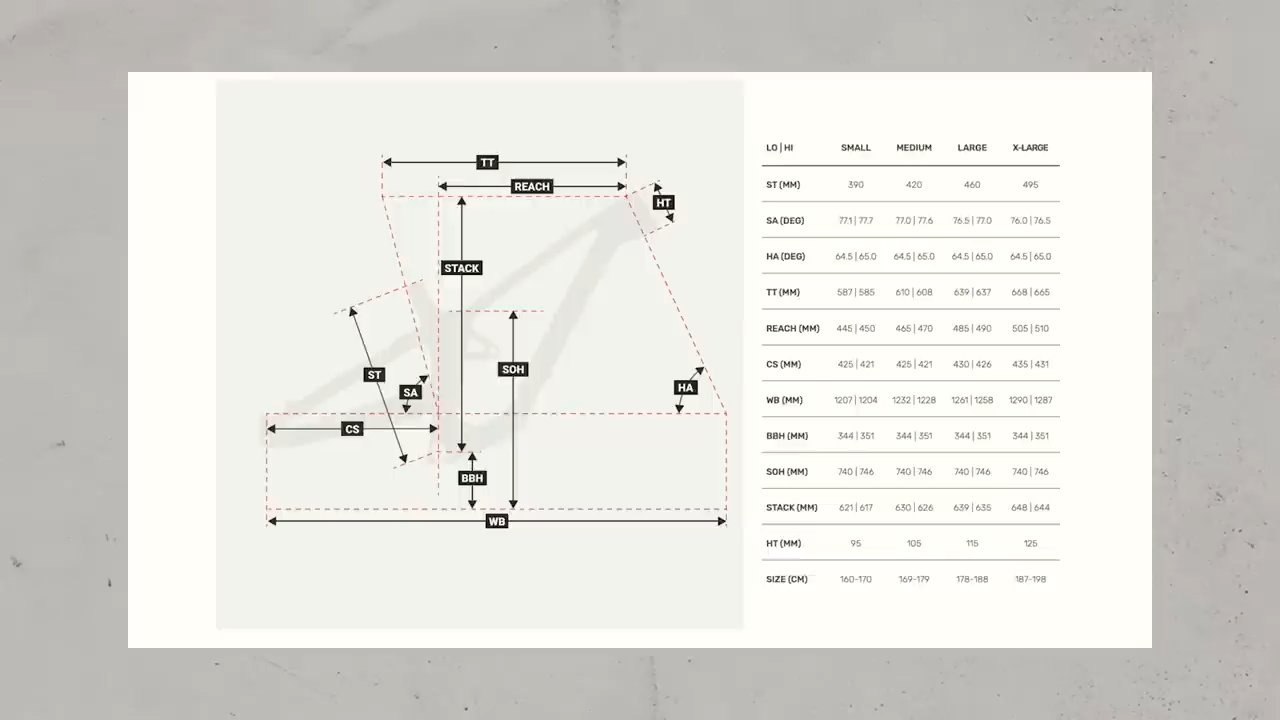 TT
REACH
HT
STACK
SOH
ST
SA
HA
CS
BBH
WB
LO | HI SMALL MEDIUM LARGE X-LARGE
ST (MM) 390 420 460 495
SA (DEG) 77.1 | 77.7 77.0 | 77.6 76.5 | 77.0 76.0 | 76.5
HA (DEG) 64.5 | 65.0 64.5 | 65.0 64.5 | 65.0 64.5 | 65.0
TT (MM) 587 | 585 610 | 608 639 | 637 668 | 665
REACH (MM) 445 | 450 465 | 470 485 | 490 505 | 510
CS (MM) 425 | 421 425 | 421 430 | 426 435 | 431
WB (MM) 1207 | 1204 1232 | 1228 1261 | 1258 1290 | 1287
BBH (MM) 344 | 351 344 | 351 344 | 351 344 | 351
SOH (MM) 740 | 746 740 | 746 740 | 746 740 | 746
STACK (MM) 621 | 617 630 | 626 639 | 635 648 | 644
HT (MM) 95 105 115 125
SIZE (CM) 160-170 169-179 178-188 187-198